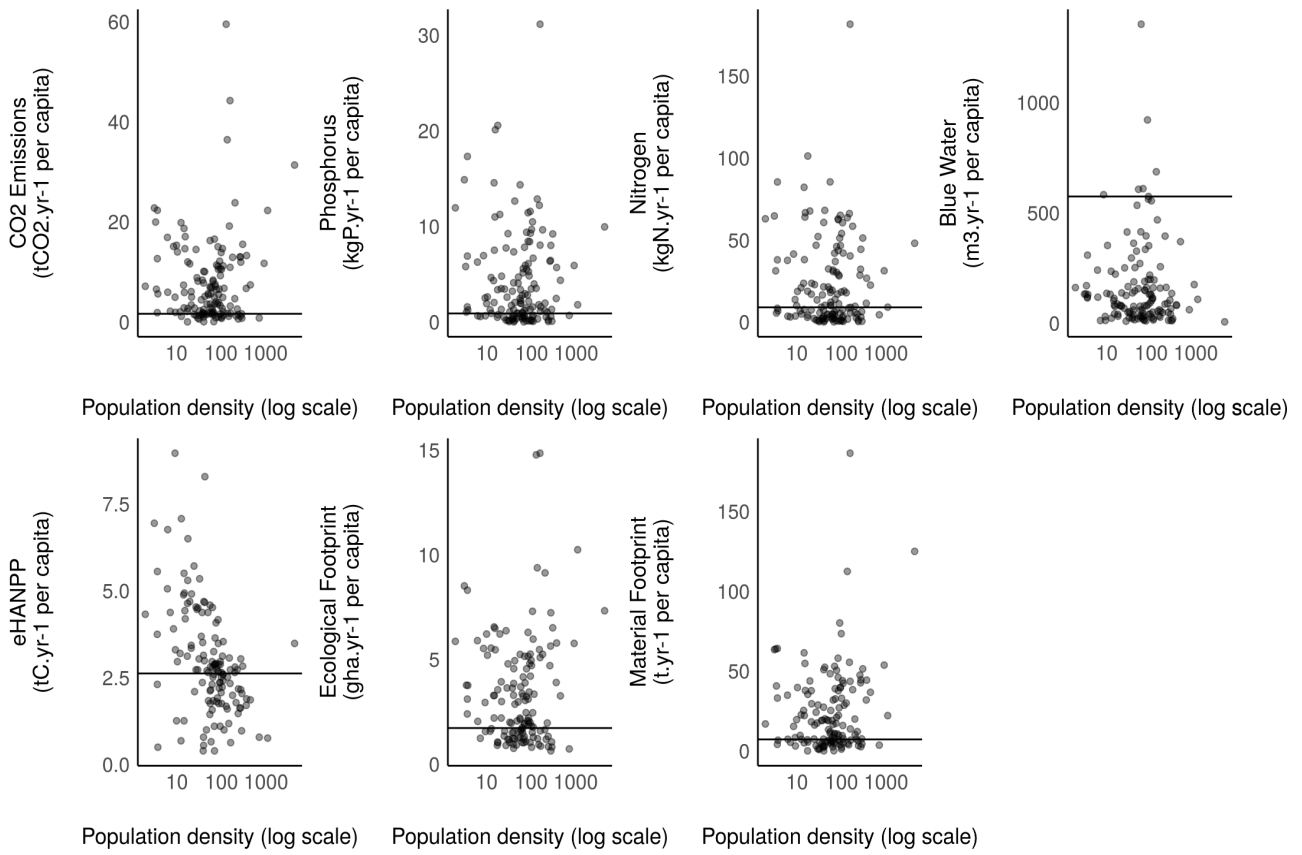 CO2 Emissions
(tCO2.yr-1 per capita)
60
40
20
0
10 100 1000
Population density (log scale)
Phosphorus
(kgP.yr-1 per capita)
30
20
10
0
10 100 1000
Population density (log scale)
Nitrogen
(kgN.yr-1 per capita)
150
100
50
0
10 100 1000
Population density (log scale)
Blue Water
(m3.yr-1 per capita)
1000
500
0
10 100 1000
Population density (log scale)
eHANPP
(tC.yr-1 per capita)
7.5
5.0
2.5
0.0
10 100 1000
Population density (log scale)
Ecological Footprint
(gha.yr-1 per capita)
15
10
5
0
10 100 1000
Population density (log scale)
Material Footprint
(t.yr-1 per capita)
150
100
50
0
10 100 1000
Population density (log scale)